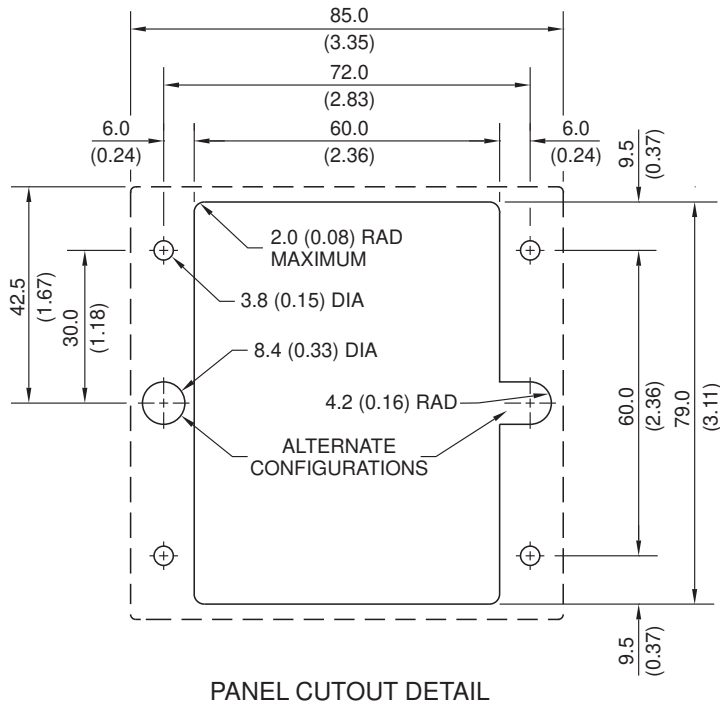 85.0
(3.35)
72.0
(2.83)
6.0
(0.24)
60.0
(2.36)
6.0
(0.24)
9.5
(0.37)
2.0 (0.08) RAD
MAXIMUM
42.5
(1.67)
30.0
(1.18)
3.8 (0.15) DIA
8.4 (0.33) DIA
4.2 (0.16) RAD
60.0
(2.36)
79.0
(3.11)
ALTERNATE
CONFIGURATIONS
9.5
(0.37)
PANEL CUTOUT DETAIL